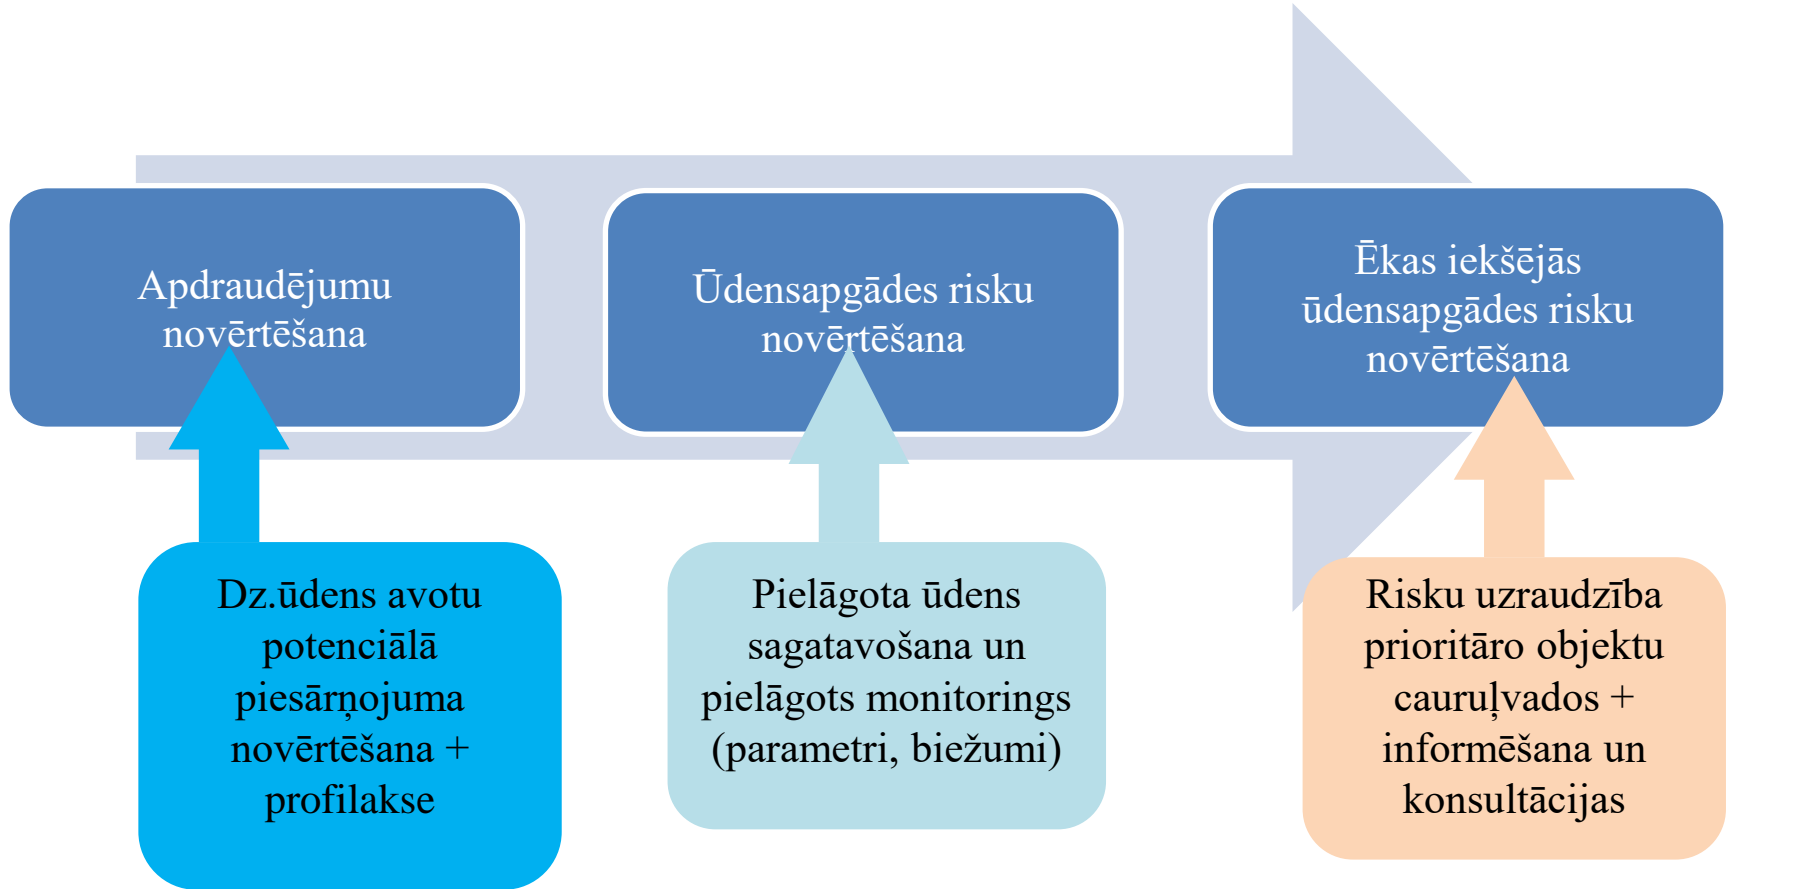 Apdraudējumu
novērtēšana
Ūdensapgādes risku
novērtēšana
Ēkas iekšējās
ūdensapgādes risku
novērtēšana
Dz.ūdens avotu
potenciālā
piesārņojuma
novērtēšana +
profilakse
Pielāgota ūdens
sagatavošana un
pielāgots monitorings
(parametri, biežumi)
Risku uzraudzība
prioritāro objektu
cauruļvados +
informēšana un
konsultācijas